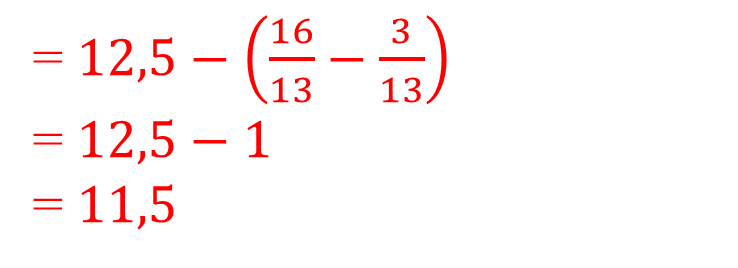 = 12,5 − (16/13 − 3/13)
= 12,5 − 1
= 11,5